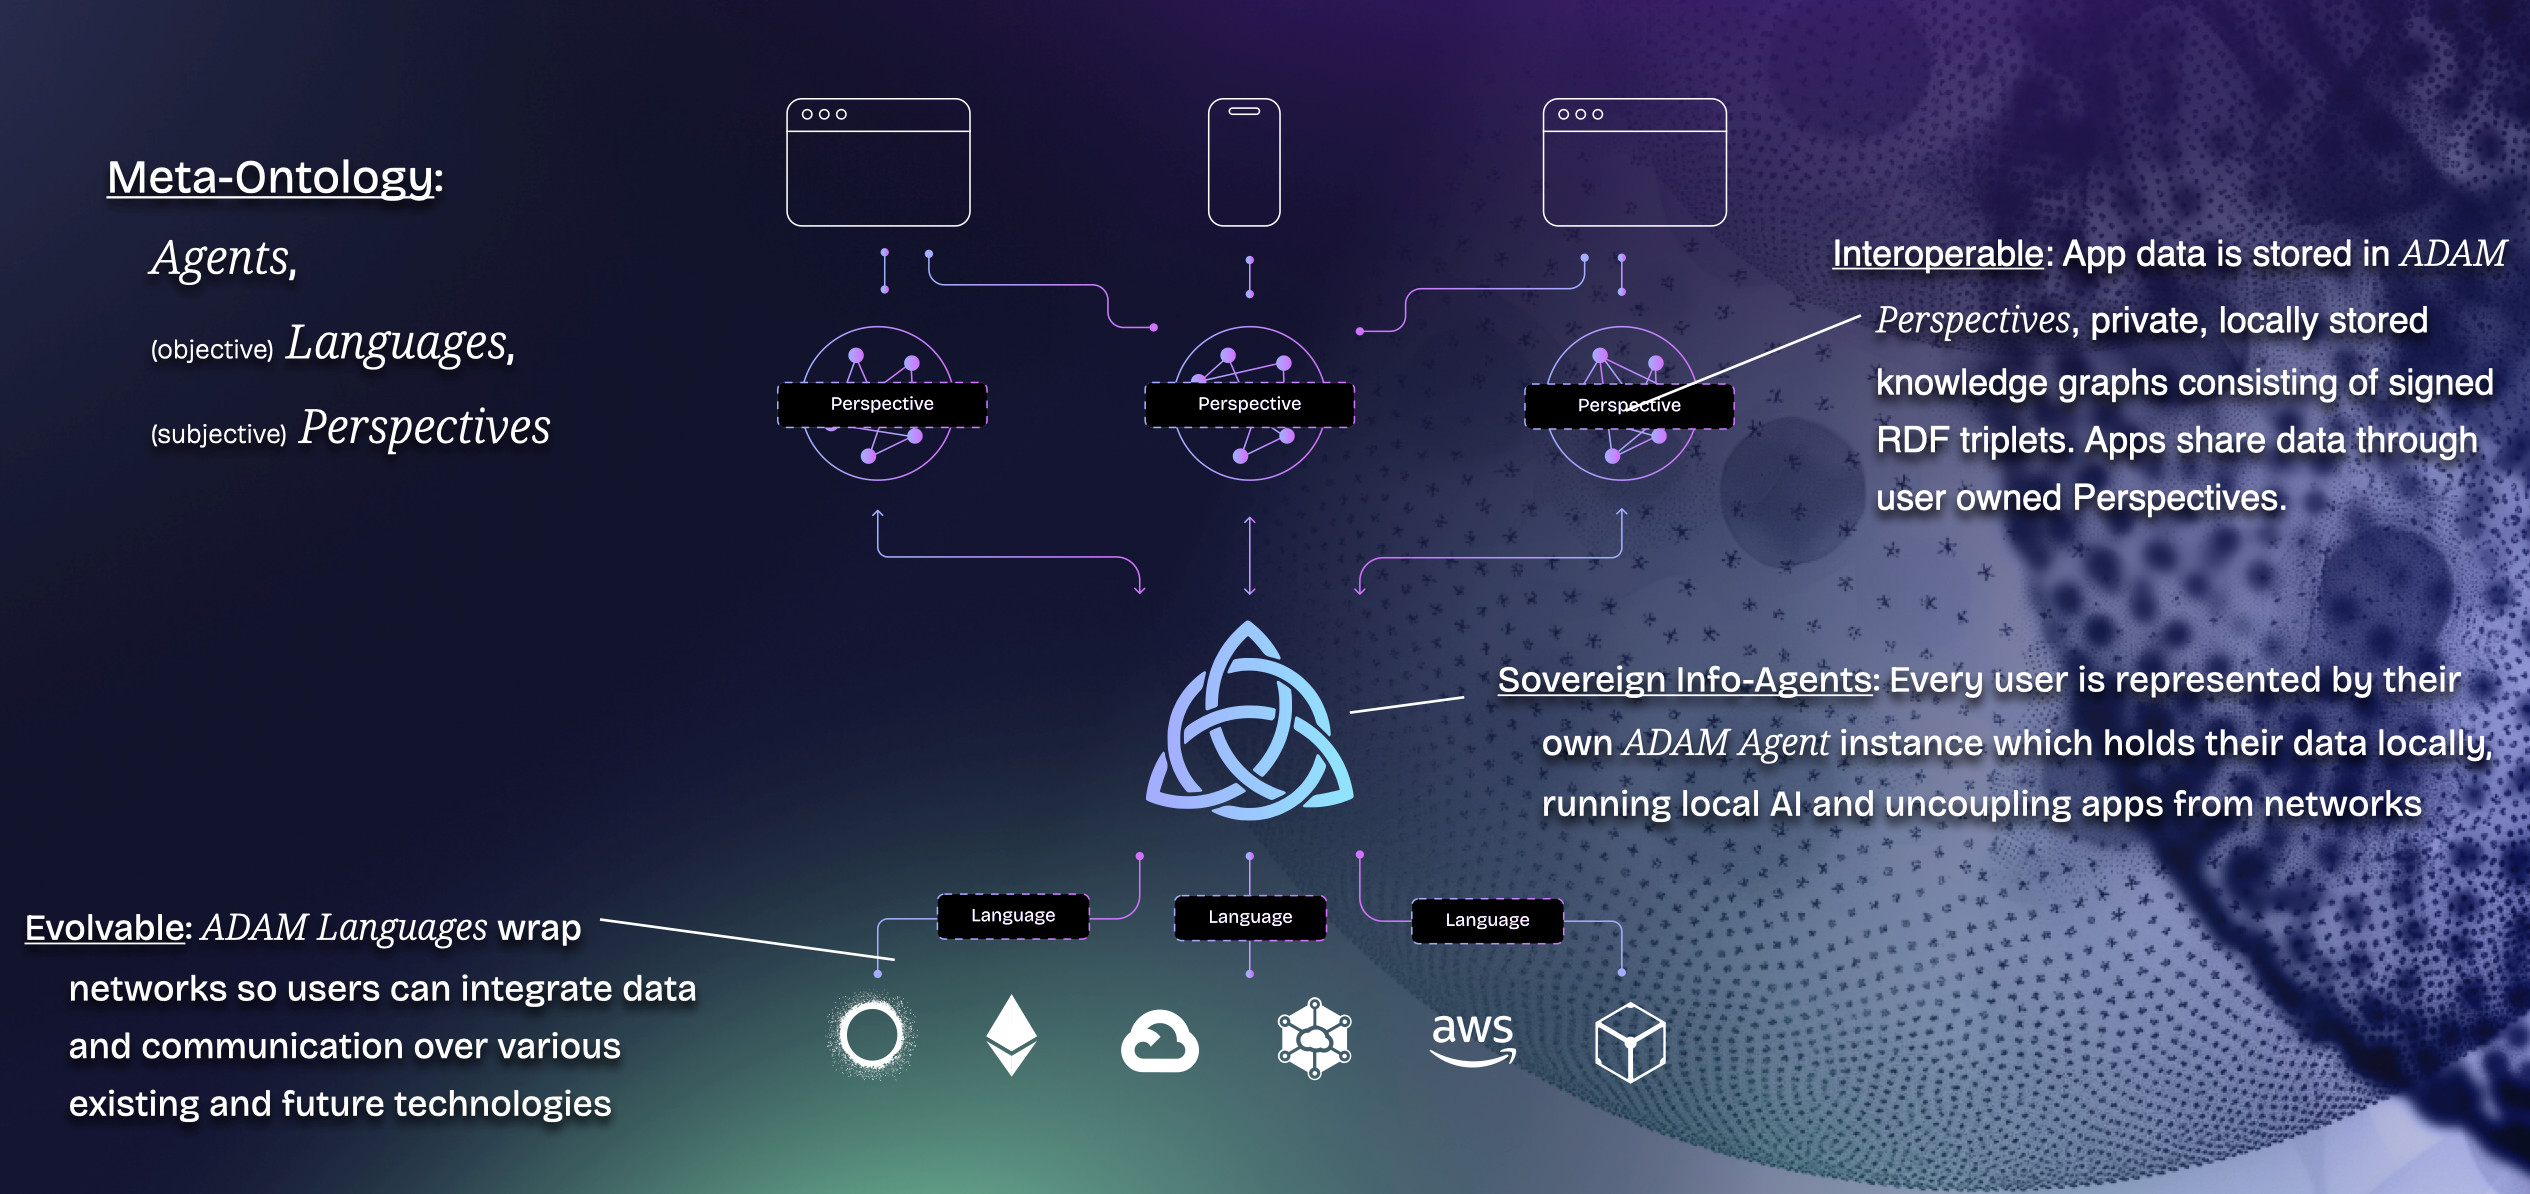 Meta-Ontology:
Agents,
(objective) Languages,
(subjective) Perspectives
Perspective
Perspective
Perspective
Interoperable: App data is stored in ADAM
Perspectives, private, locally stored
knowledge graphs consisting of signed
RDF triplets. Apps share data through
user owned Perspectives.
Sovereign Info-Agents: Every user is represented by their
own ADAM Agent instance which holds their data locally,
running local AI and uncoupling apps from networks
Evolvable: ADAM Languages wrap
networks so users can integrate data
and communication over various
existing and future technologies
Language
Language
Language
aws